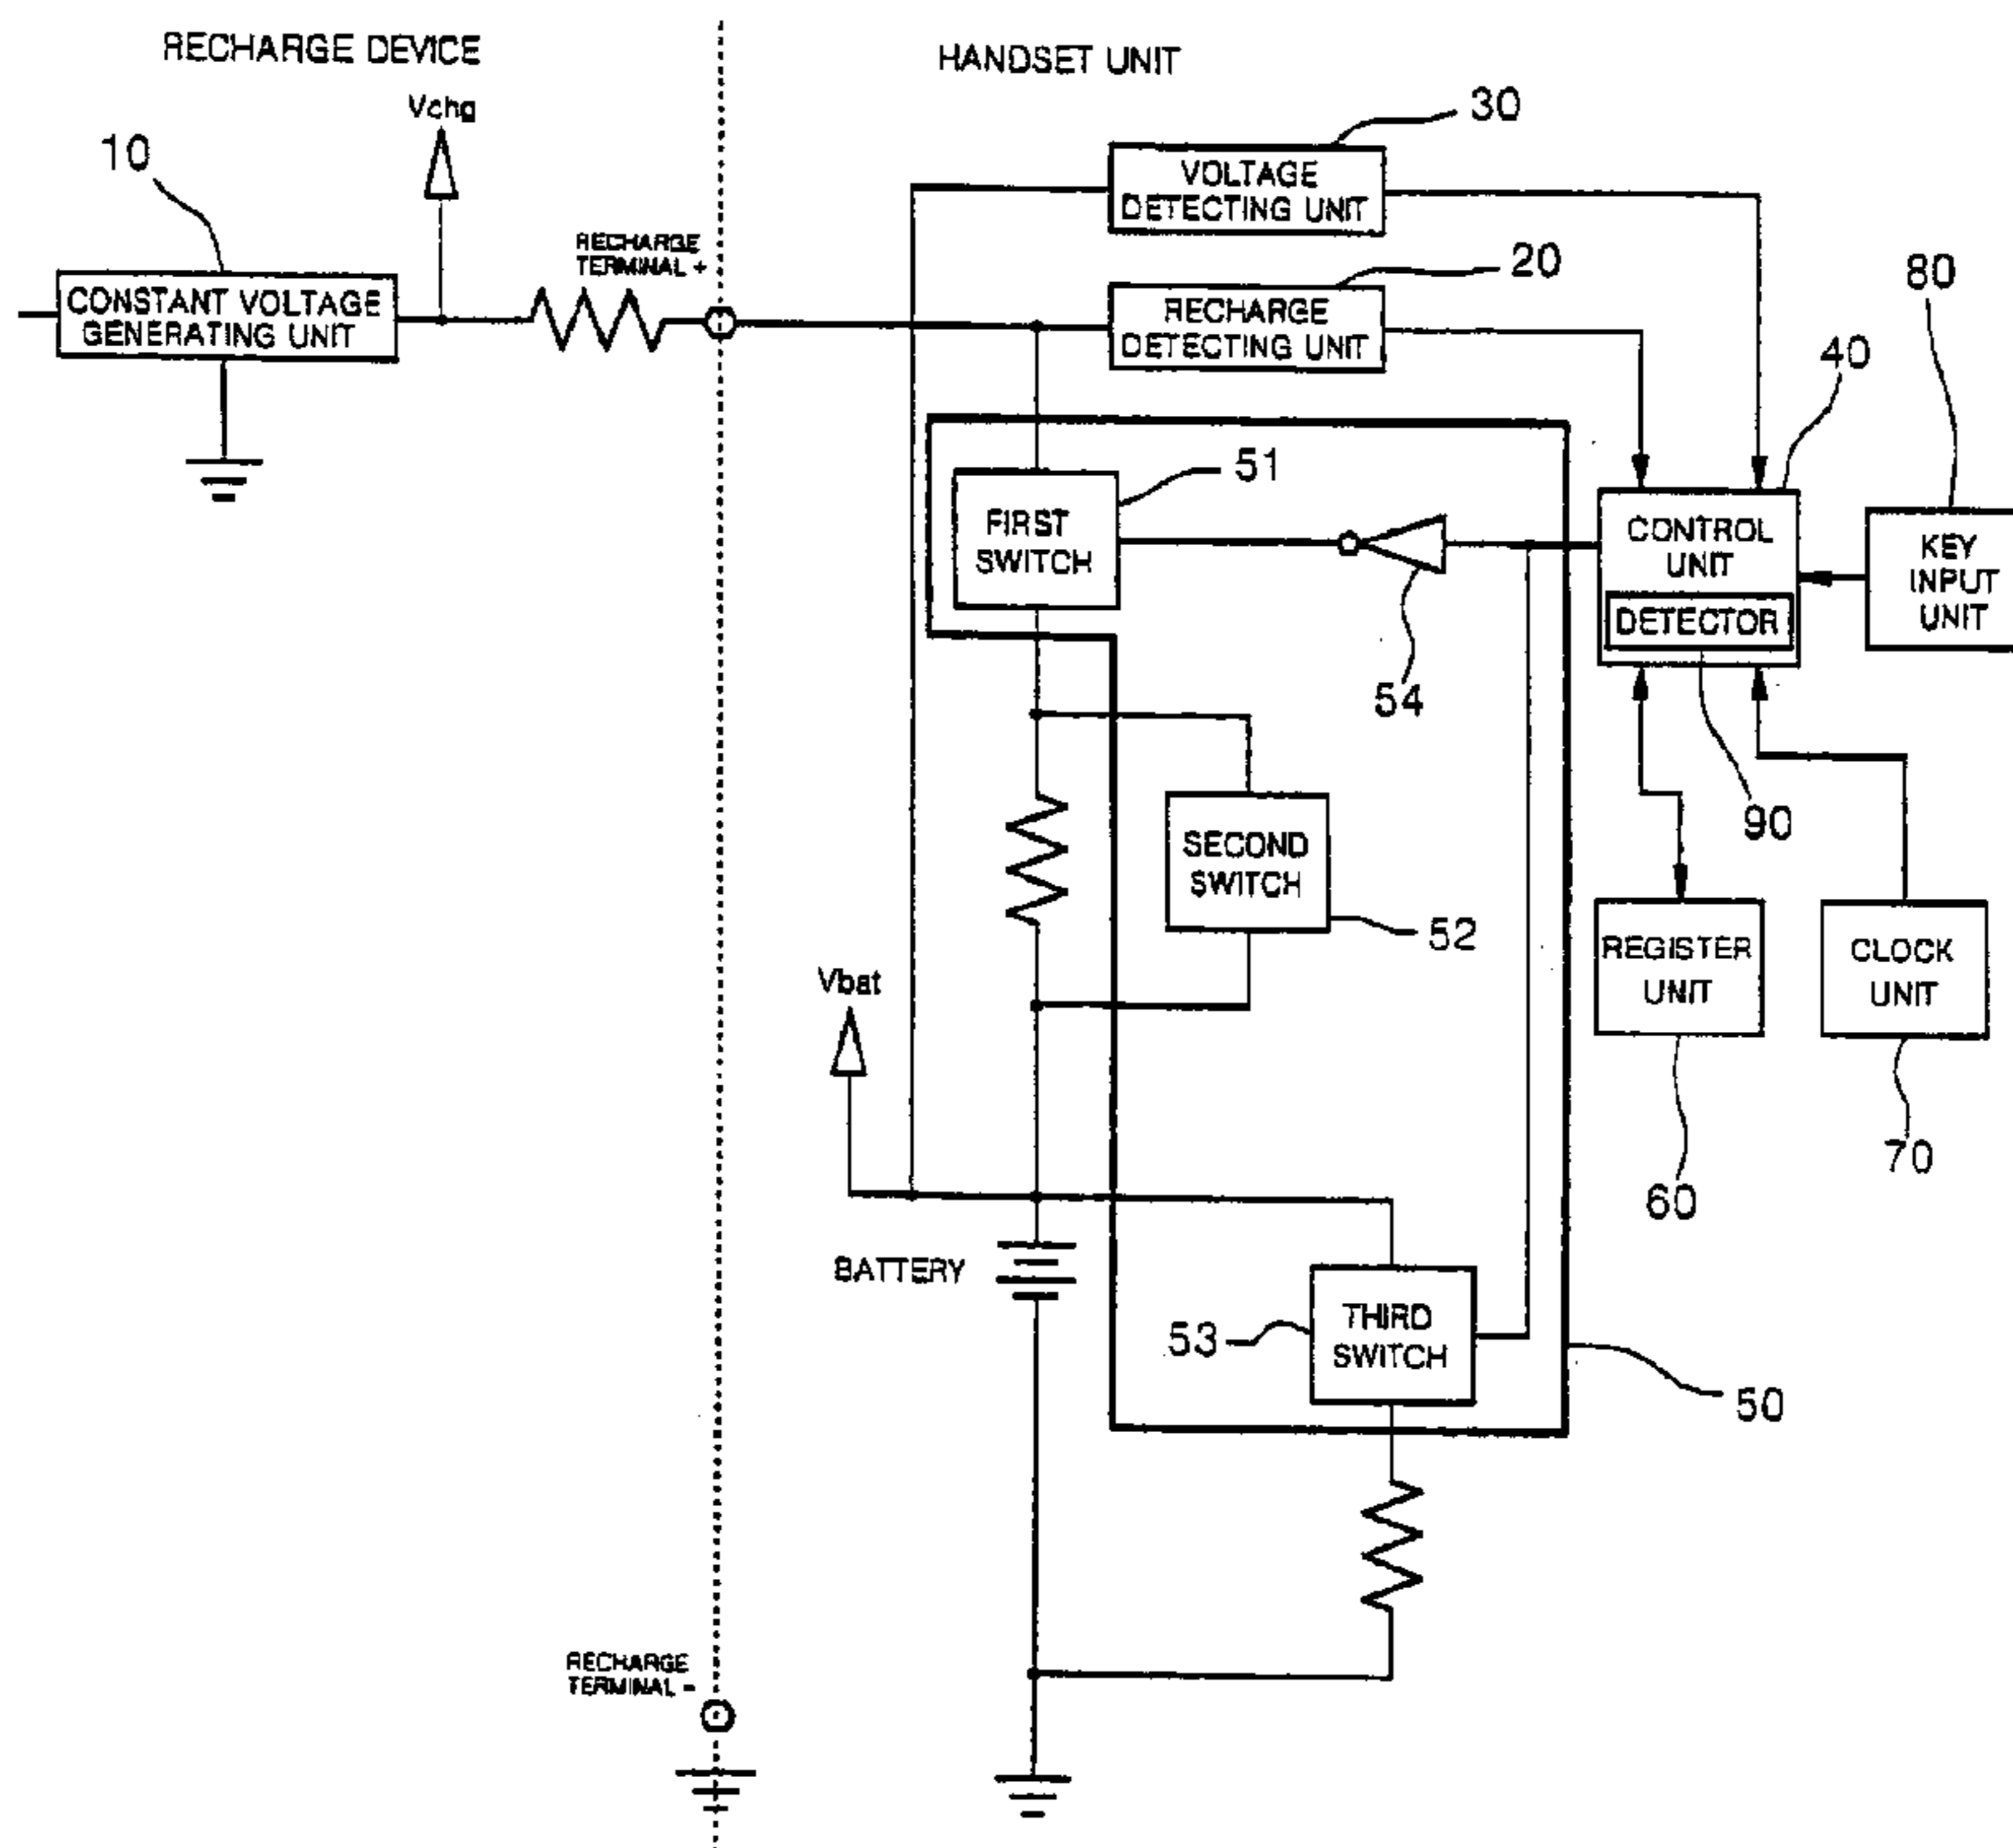 RECHARGE DEVICE
HANDSET UNIT
Vchg
10
30
VOLTAGE
DETECTING UNIT
RECHARGE
TERMINAL +
20
80
CONSTANT VOLTAGE
GENERATING UNIT
RECHARGE
DETECTING UNIT
40
51
FIRST
SWITCH
CONTROL
UNIT
DETECTOR
KEY
INPUT
UNIT
54
90
SECOND
SWITCH
52
REGISTER
UNIT
CLOCK
UNIT
Vbat
70
60
BATTERY
THIRD
SWITCH
53
50
RECHARGE
TERMINAL -